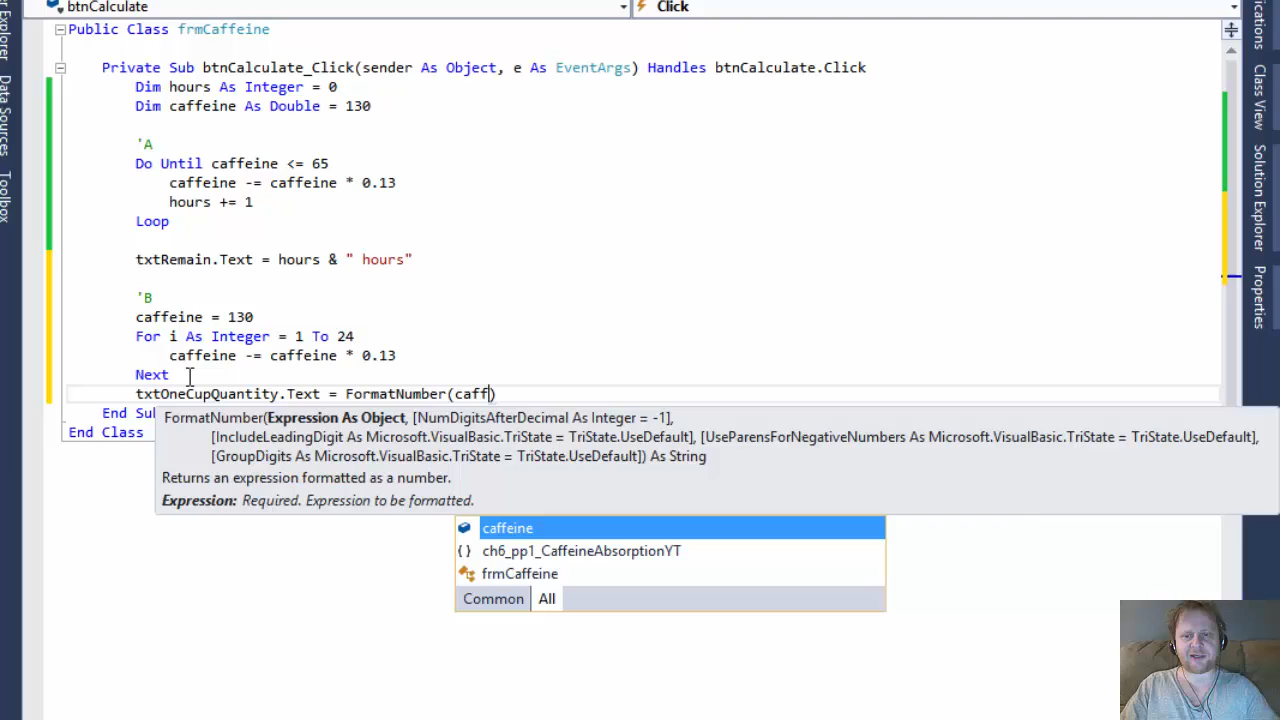 btnCalculate
Click
Public Class frmCaffeine
Private Sub btnCalculate_Click(sender As Object, e As EventArgs) Handles btnCalculate.Click
Dim hours As Integer = 0
Dim caffeine As Double = 130
'A
Do Until caffeine <= 65
caffeine -= caffeine * 0.13
hours += 1
Loop
txtRemain.Text = hours & " hours"
'B
caffeine = 130
For i As Integer = 1 To 24
caffeine -= caffeine * 0.13
Next
txtOneCupQuantity.Text = FormatNumber(caff)
End Sub
End Class
FormatNumber(Expression As Object, [NumDigitsAfterDecimal As Integer = -1],
[IncludeLeadingDigit As Microsoft.VisualBasic.TriState = TriState.UseDefault], [UseParensForNegativeNumbers As Microsoft.VisualBasic.TriState = TriState.UseDefault],
[GroupDigits As Microsoft.VisualBasic.TriState = TriState.UseDefault]) As String
Returns an expression formatted as a number.
Expression: Required. Expression to be formatted.
caffeine
{ } ch6_pp1_CaffeineAbsorptionYT
frmCaffeine
Common All
Data Sources
Toolbox
Class View
Solution Explorer
Properties